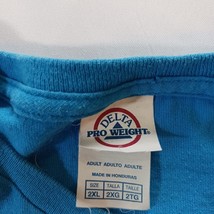 DELTA
PRO WEIGHT
ADULT ADULTO ADULTE
MADE IN HONDURAS
SIZE TALLA TAILLE
2XL 2XG 2TG